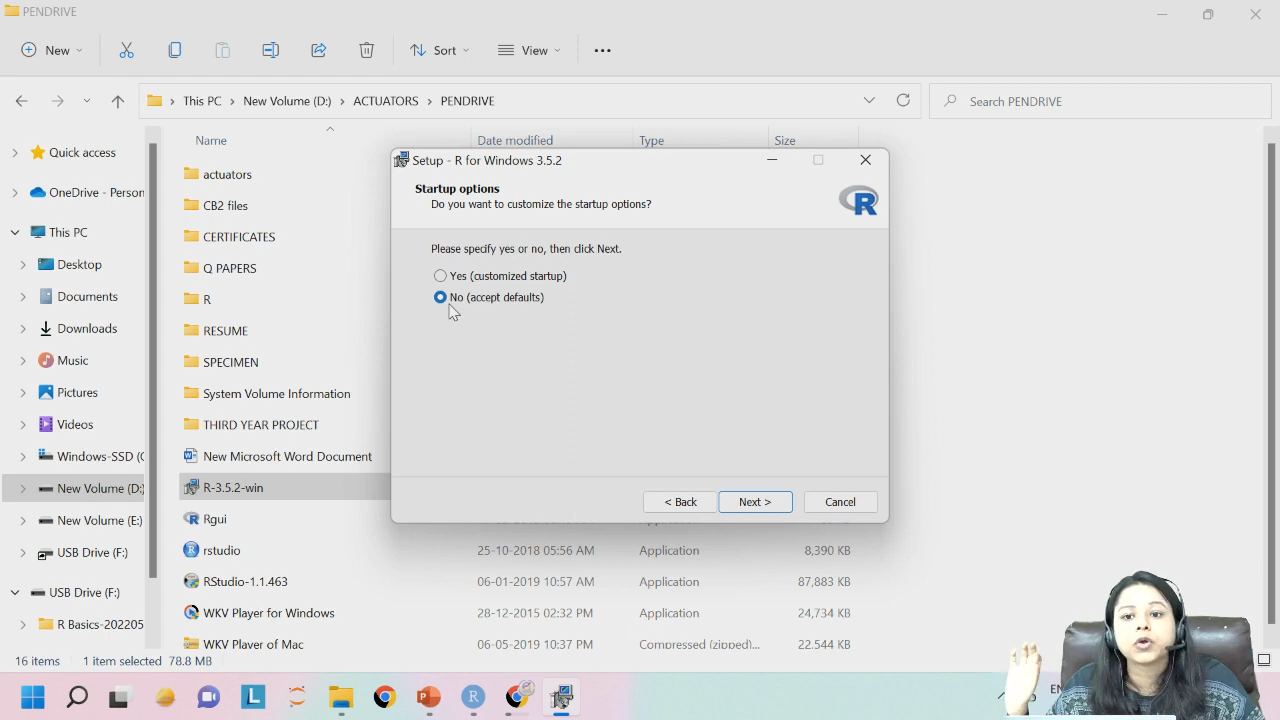 PENDRIVE
New
Sort
View
This PC
New Volume (D:)
ACTUATORS
PENDRIVE
Search PENDRIVE
Name
Date modified
Type
Size
Quick access
OneDrive - Person
This PC
Desktop
Documents
Downloads
Music
Pictures
Videos
Windows-SSD (C
New Volume (D:)
New Volume (E:)
USB Drive (F:)
USB Drive (F:)
R Basics-202205
actuators
CB2 files
CERTIFICATES
Q PAPERS
R
RESUME
SPECIMEN
System Volume Information
THIRD YEAR PROJECT
New Microsoft Word Document
R-3.5.2-win
Rgui
rstudio 25-10-2018 05:56 AM Application 8,390 KB
RStudio-1.1.463 06-01-2019 10:57 AM Application 87,883 KB
WKV Player for Windows 28-12-2015 02:32 PM Application 24,734 KB
WKV Player of Mac 06-05-2019 10:37 PM Compressed (zipped)... 22,544 KB
Setup - R for Windows 3.5.2
Startup options
Do you want to customize the startup options?
R
Please specify yes or no, then click Next.
Yes (customized startup)
No (accept defaults)
< Back
Next >
Cancel
16 items
1 item selected 78.8 MB